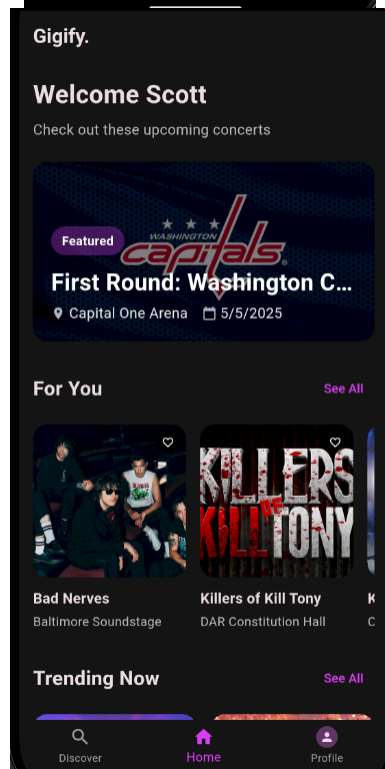 Gigify.
Welcome Scott
Check out these upcoming concerts
WASHINGTON
capitals
Featured
First Round: Washington C...
Capital One Arena 5/5/2025
For You See All
KILLERS
OF
KILL TONY
Bad Nerves
Baltimore Soundstage
Killers of Kill Tony
DAR Constitution Hall
K
Trending Now See All
Discover Home Profile